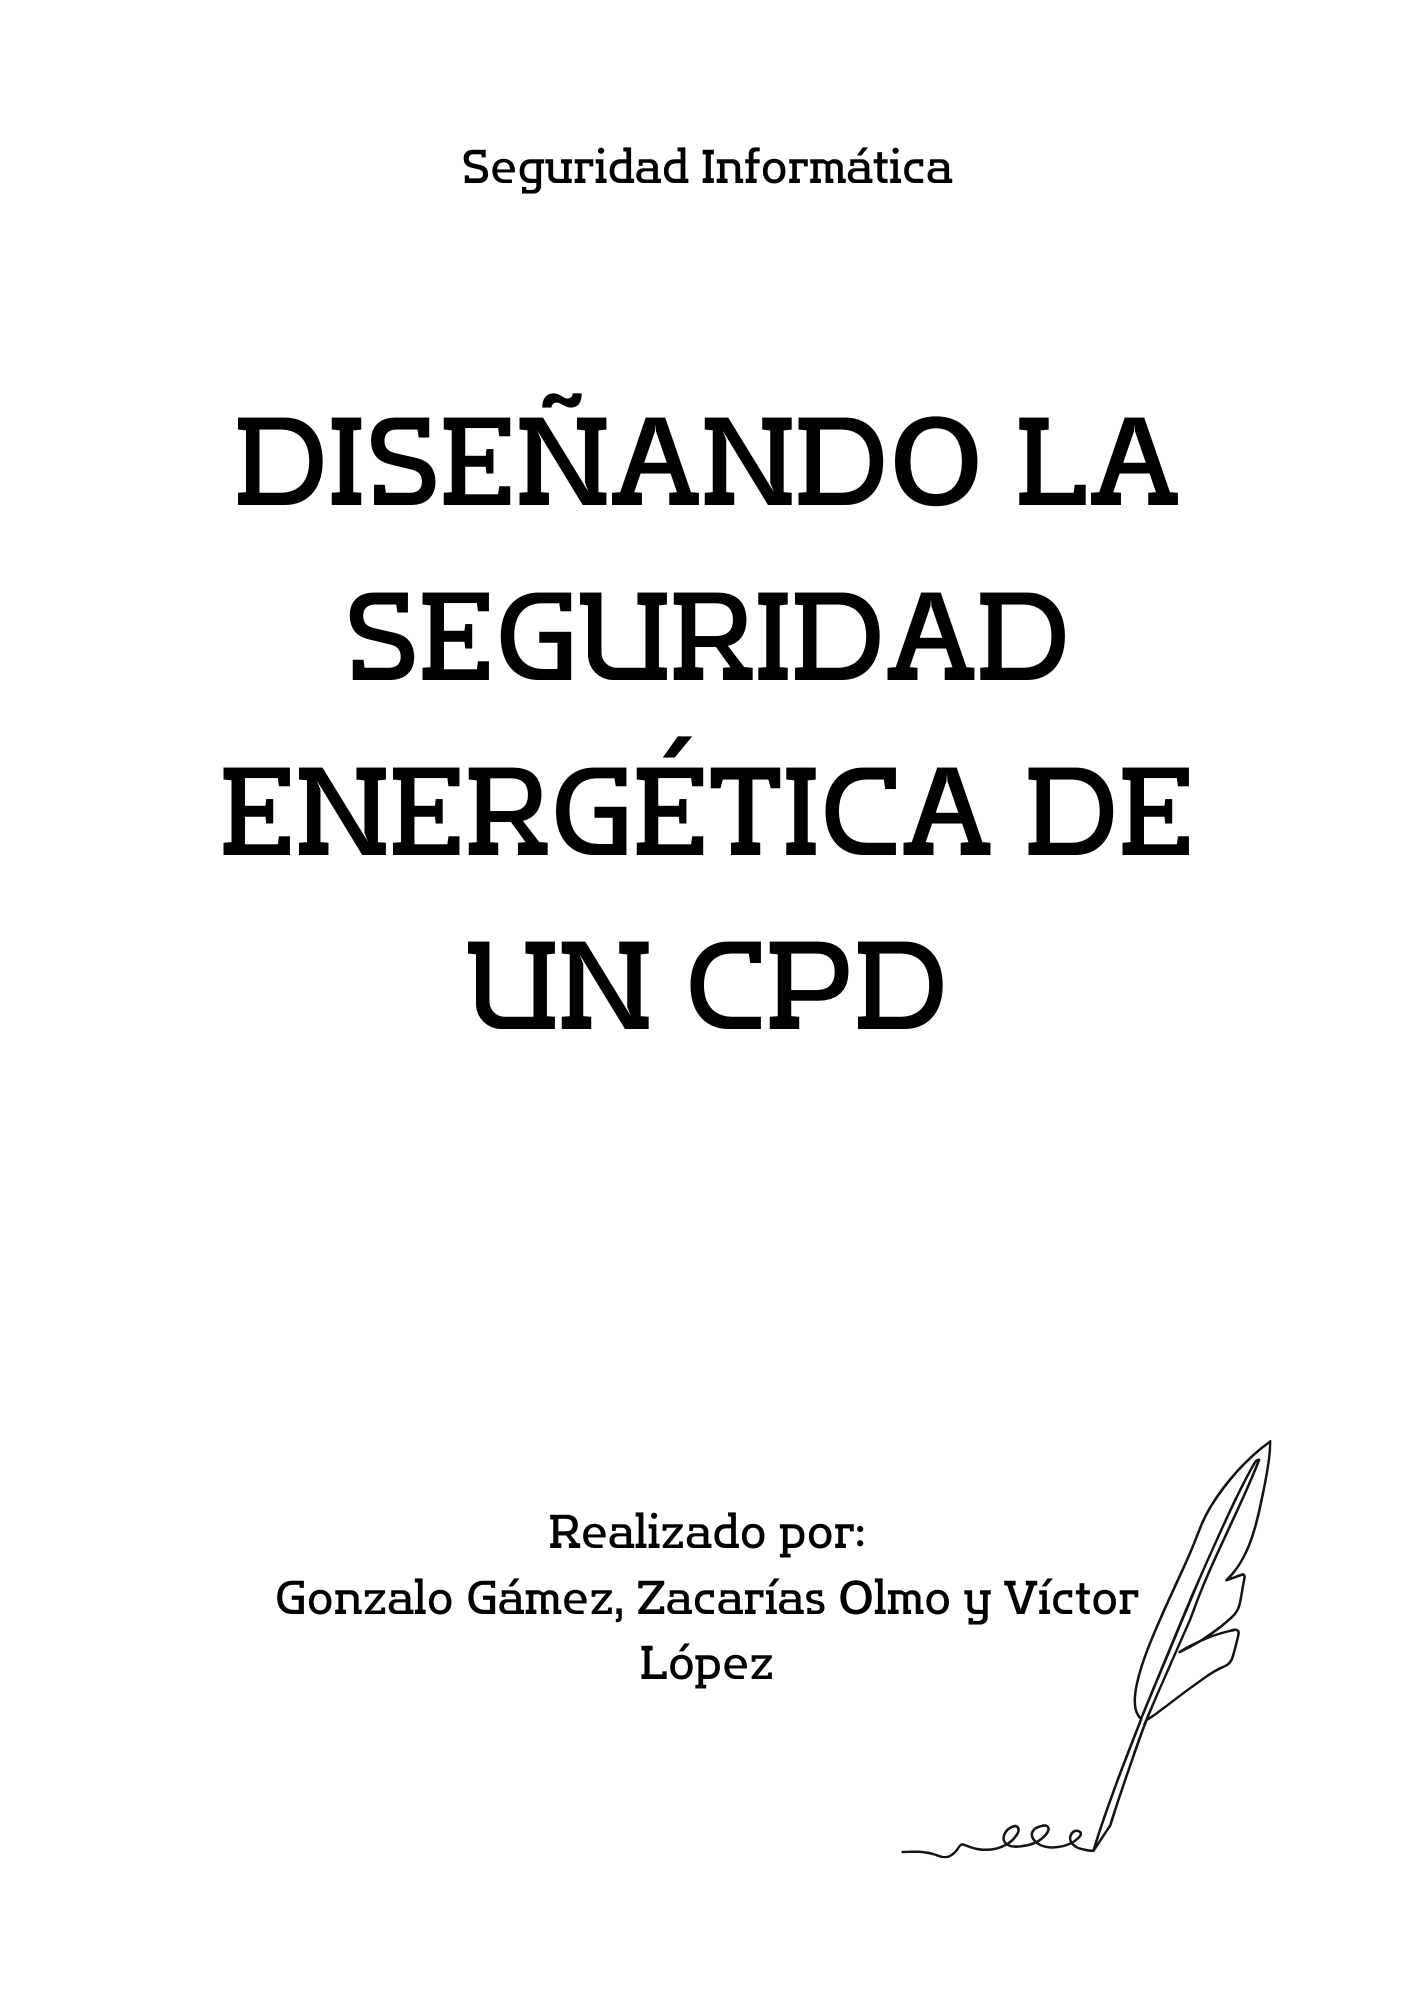 Seguridad Informática
DISEÑANDO LA
SEGURIDAD
ENERGÉTICA DE
UN CPD
Realizado por:
Gonzalo Gámez, Zacarías Olmo y Víctor
López